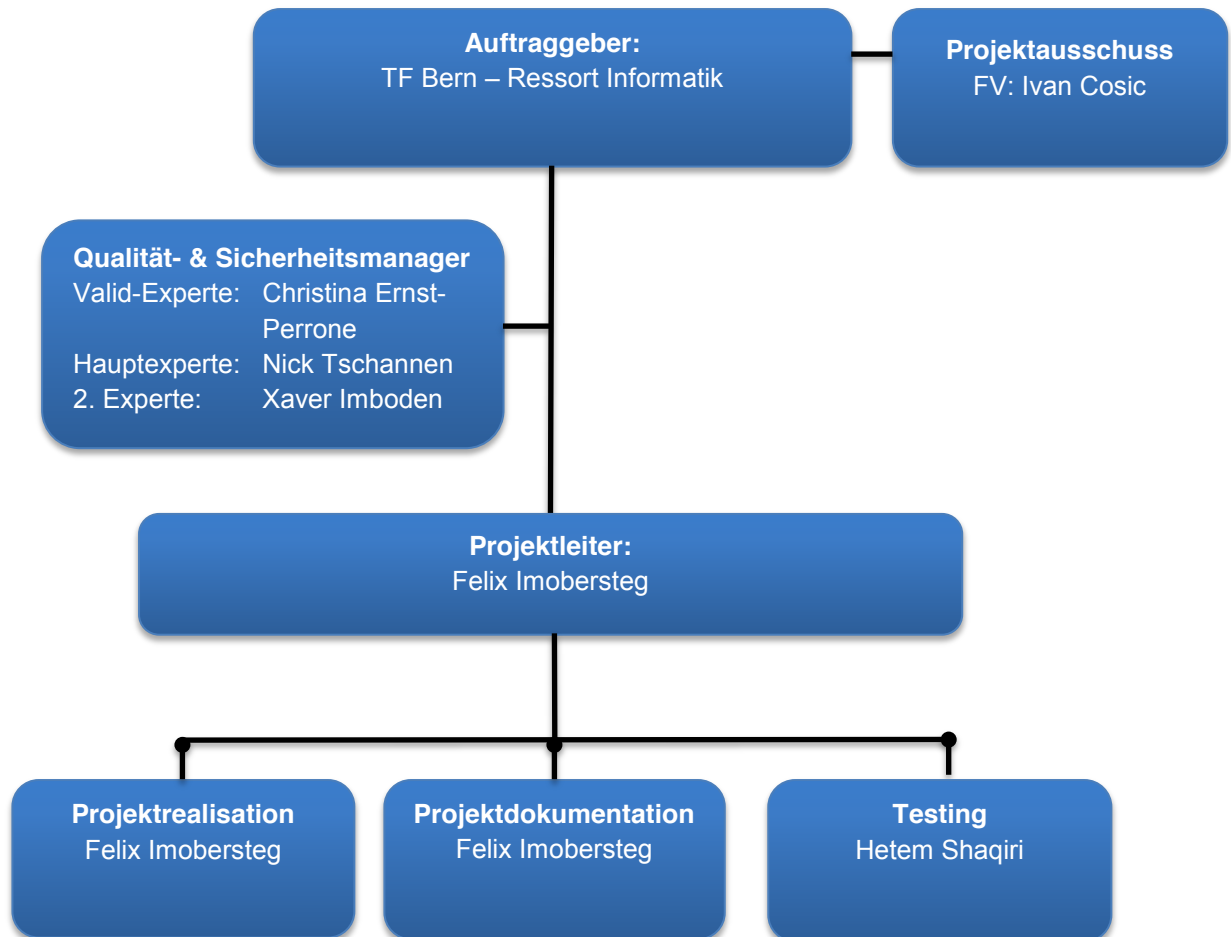 Auftraggeber:
TF Bern – Ressort Informatik
Projektausschuss
FV: Ivan Cosic
Qualität- & Sicherheitsmanager
Valid-Experte: Christina Ernst-
Perrone
Hauptexperte: Nick Tschannen
2. Experte: Xaver Imboden
Projektleiter:
Felix Imobersteg
Projektrealisation
Felix Imobersteg
Projektdokumentation
Felix Imobersteg
Testing
Hetem Shaqiri